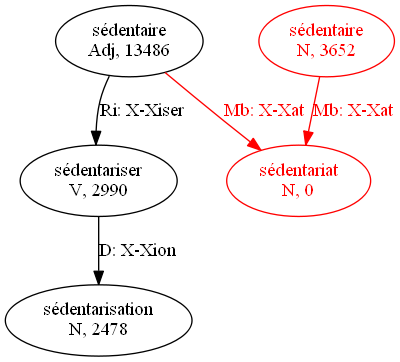 sédentaire
Adj, 13486
sédentaire
N, 3652
Ri: X-Xiser
Mb: X-Xat
Mb: X-Xat
sédentariser
V, 2990
sédentariat
N, 0
D: X-Xion
sédentarisation
N, 2478